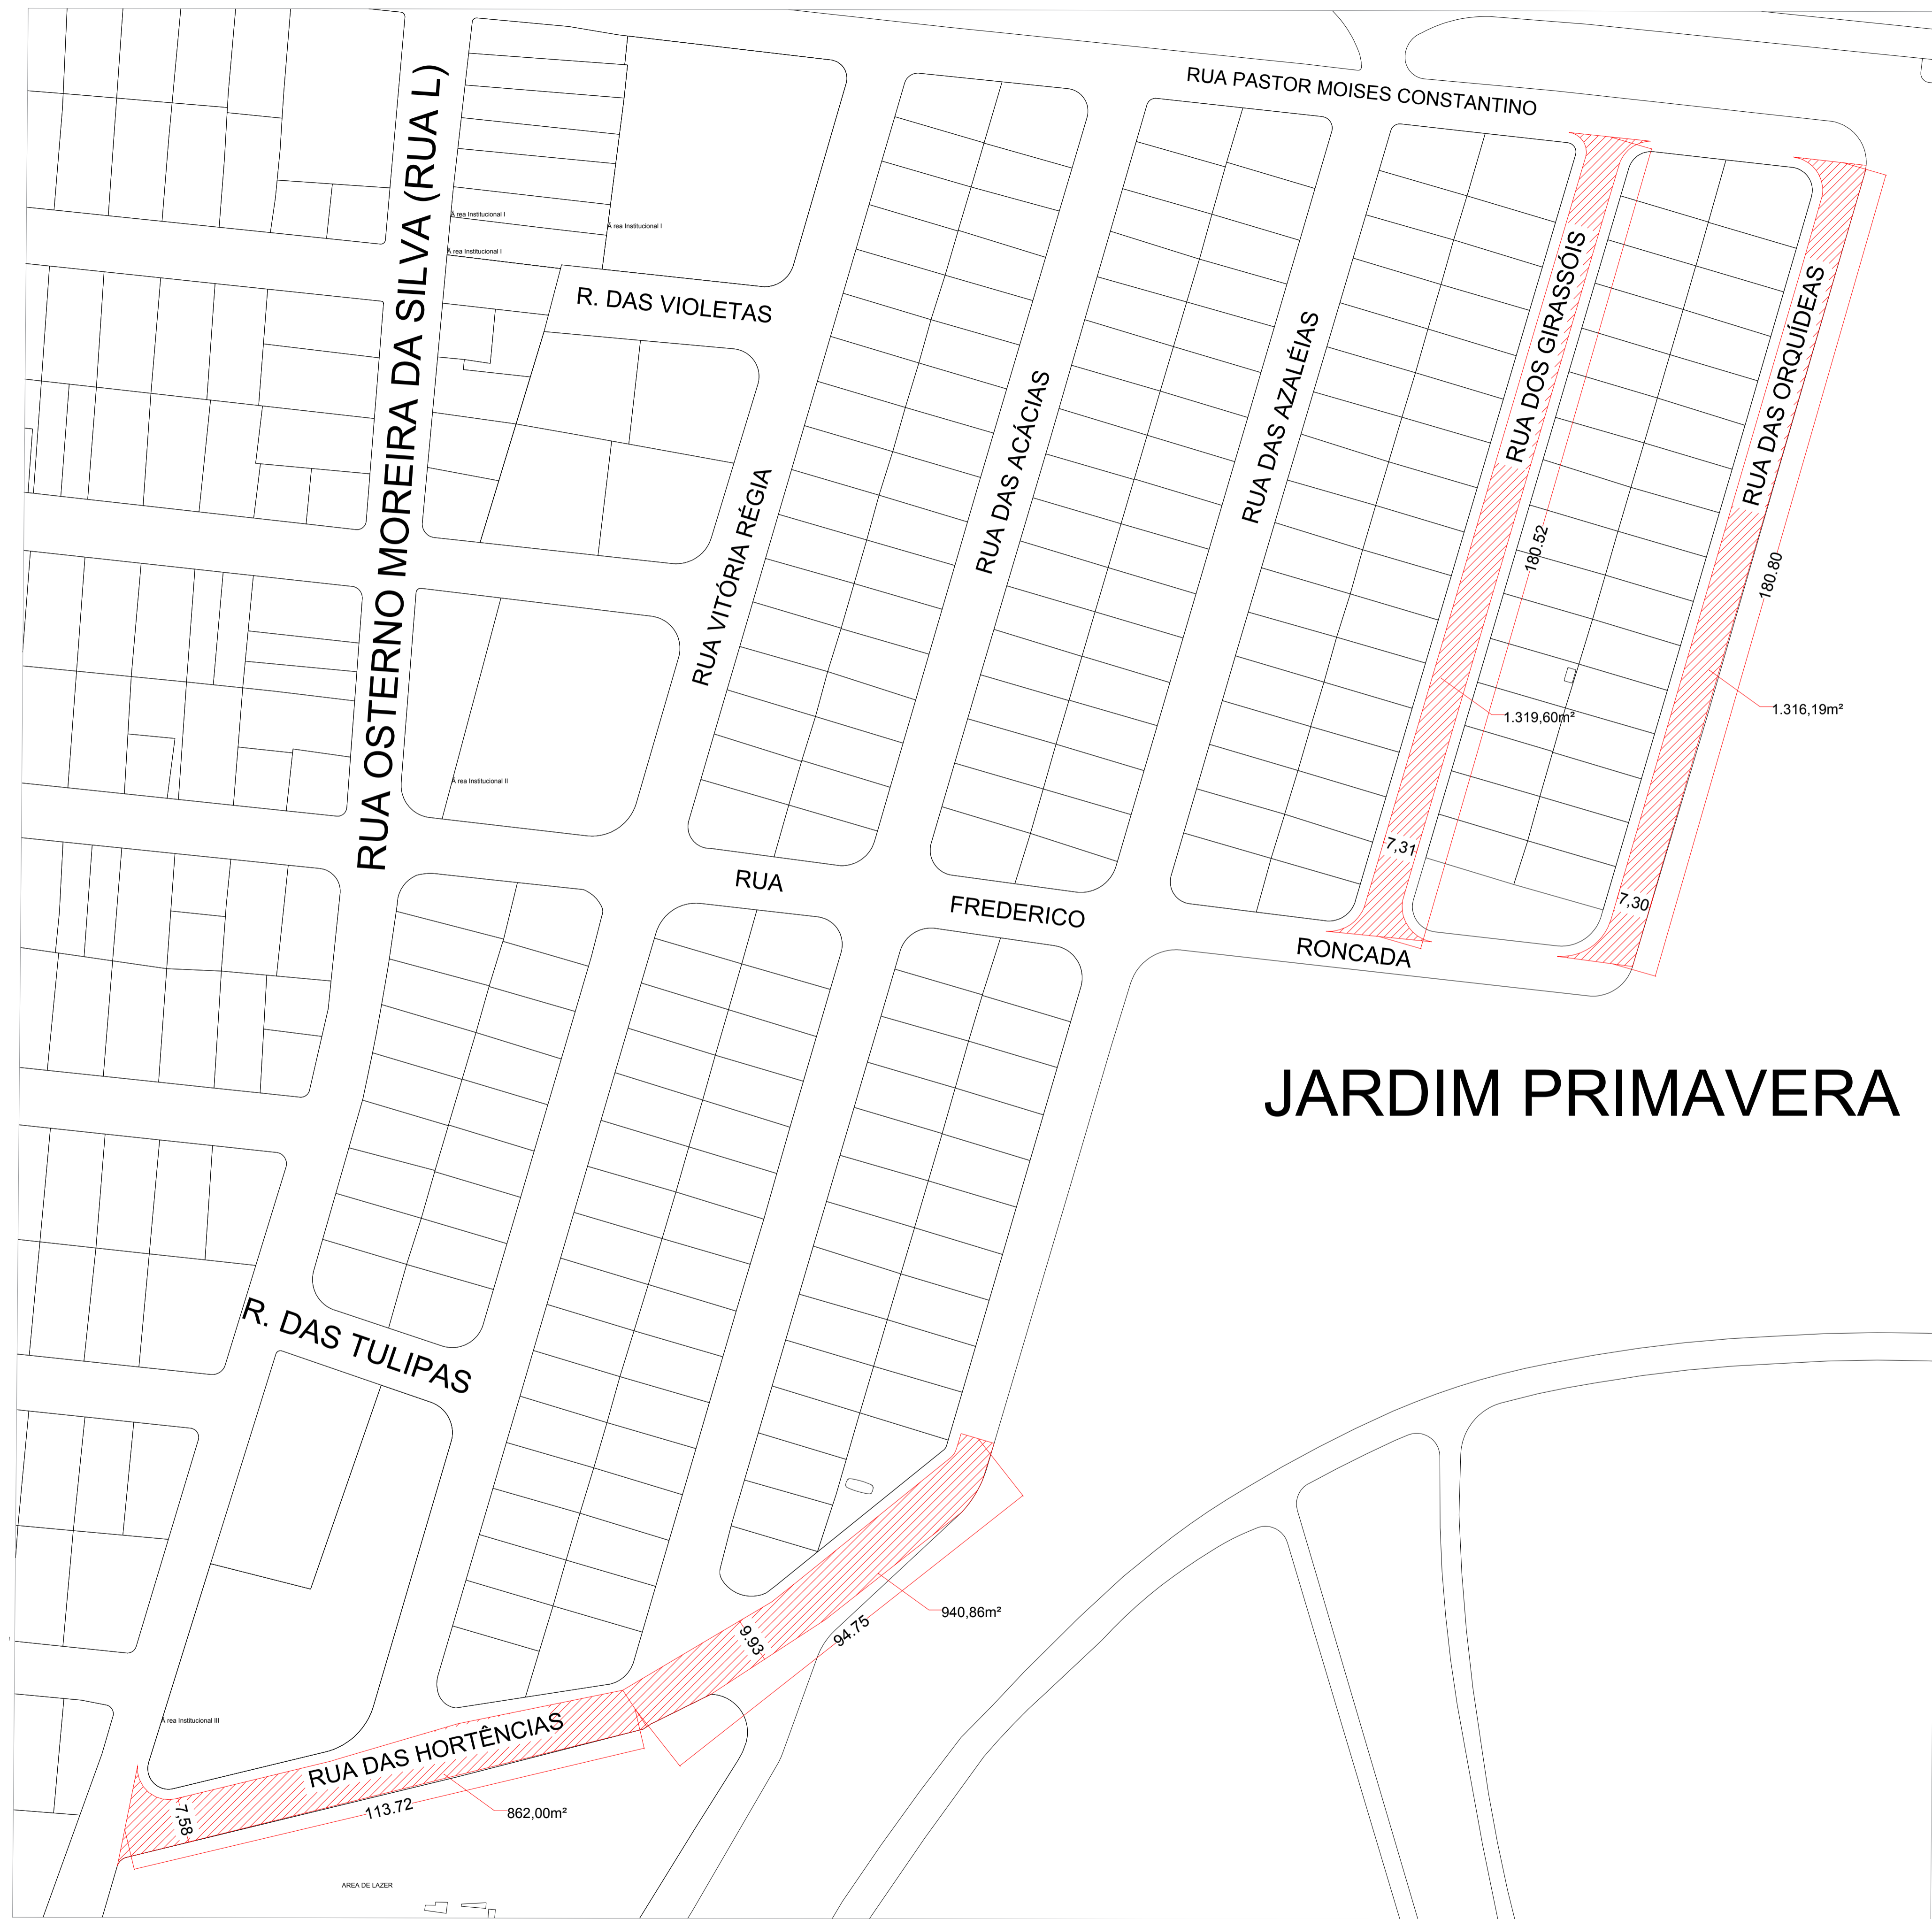 RUA PASTOR MOISES CONSTANTINO
RUA OSTERNO MOREIRA DA SILVA (RUA L)
Área Institucional I
Área Institucional I
Área Institucional I
R. DAS VIOLETAS
RUA VITÓRIA RÉGIA
RUA DAS ACÁCIAS
RUA DAS AZALÉIAS
RUA DOS GIRASSÓIS
RUA DAS ORQUÍDEAS
180.52
180.80
1.319,60m²
1.316,19m²
Área Institucional II
7,31
7,30
RUA
FREDERICO
RONCADA
JARDIM PRIMAVERA
R. DAS TULIPAS
940,86m²
9.93
94.75
Área Institucional III
RUA DAS HORTÊNCIAS
7,58
113.72
862,00m²
AREA DE LAZER